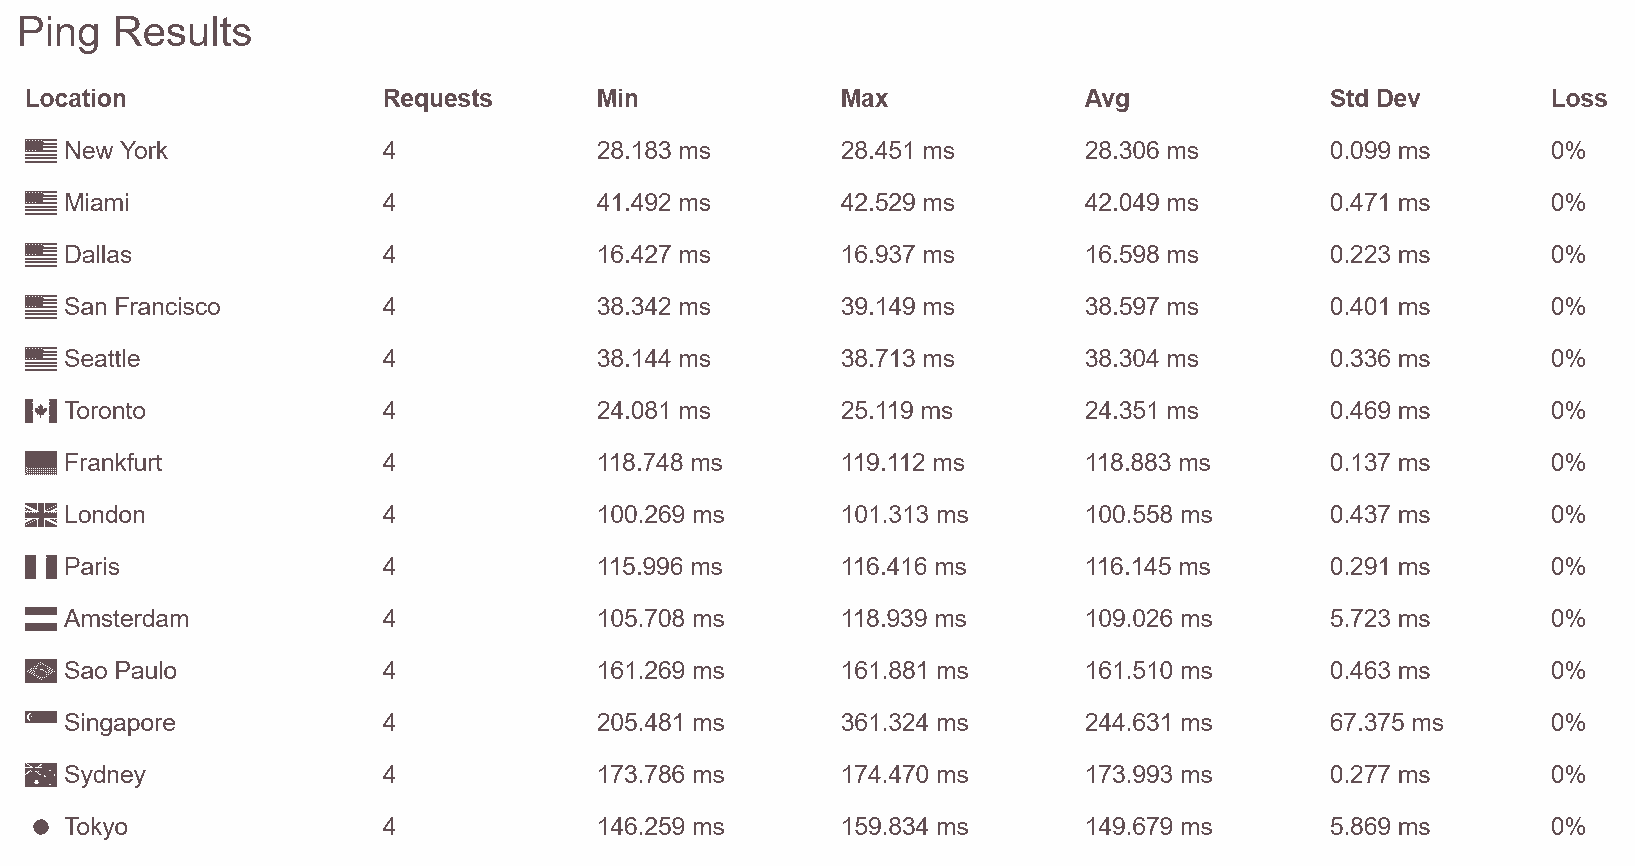 Ping Results
Location Requests Min Max Avg Std Dev Loss
New York 4 28.183 ms 28.451 ms 28.306 ms 0.099 ms 0%
Miami 4 41.492 ms 42.529 ms 42.049 ms 0.471 ms 0%
Dallas 4 16.427 ms 16.937 ms 16.598 ms 0.223 ms 0%
San Francisco 4 38.342 ms 39.149 ms 38.597 ms 0.401 ms 0%
Seattle 4 38.144 ms 38.713 ms 38.304 ms 0.336 ms 0%
Toronto 4 24.081 ms 25.119 ms 24.351 ms 0.469 ms 0%
Frankfurt 4 118.748 ms 119.112 ms 118.883 ms 0.137 ms 0%
London 4 100.269 ms 101.313 ms 100.558 ms 0.437 ms 0%
Paris 4 115.996 ms 116.416 ms 116.145 ms 0.291 ms 0%
Amsterdam 4 105.708 ms 118.939 ms 109.026 ms 5.723 ms 0%
Sao Paulo 4 161.269 ms 161.881 ms 161.510 ms 0.463 ms 0%
Singapore 4 205.481 ms 361.324 ms 244.631 ms 67.375 ms 0%
Sydney 4 173.786 ms 174.470 ms 173.993 ms 0.277 ms 0%
Tokyo 4 146.259 ms 159.834 ms 149.679 ms 5.869 ms 0%